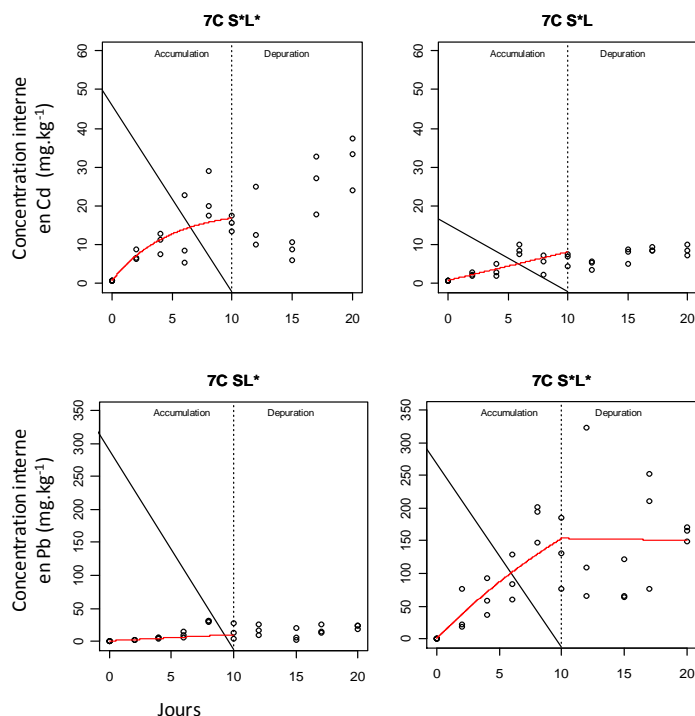 7C S*L*
7C S*L
Concentration interne
en Cd (mg.kg⁻¹)
60
50
40
30
20
10
0
Accumulation
Depuration
0 5 10 15 20
60
50
40
30
20
10
0
Accumulation
Depuration
0 5 10 15 20
7C SL*
7C S*L*
Concentration interne
en Pb (mg.kg⁻¹)
350
300
250
200
150
100
50
0
Accumulation
Depuration
0 5 10 15 20
350
300
250
200
150
100
50
0
Accumulation
Depuration
0 5 10 15 20
Jours